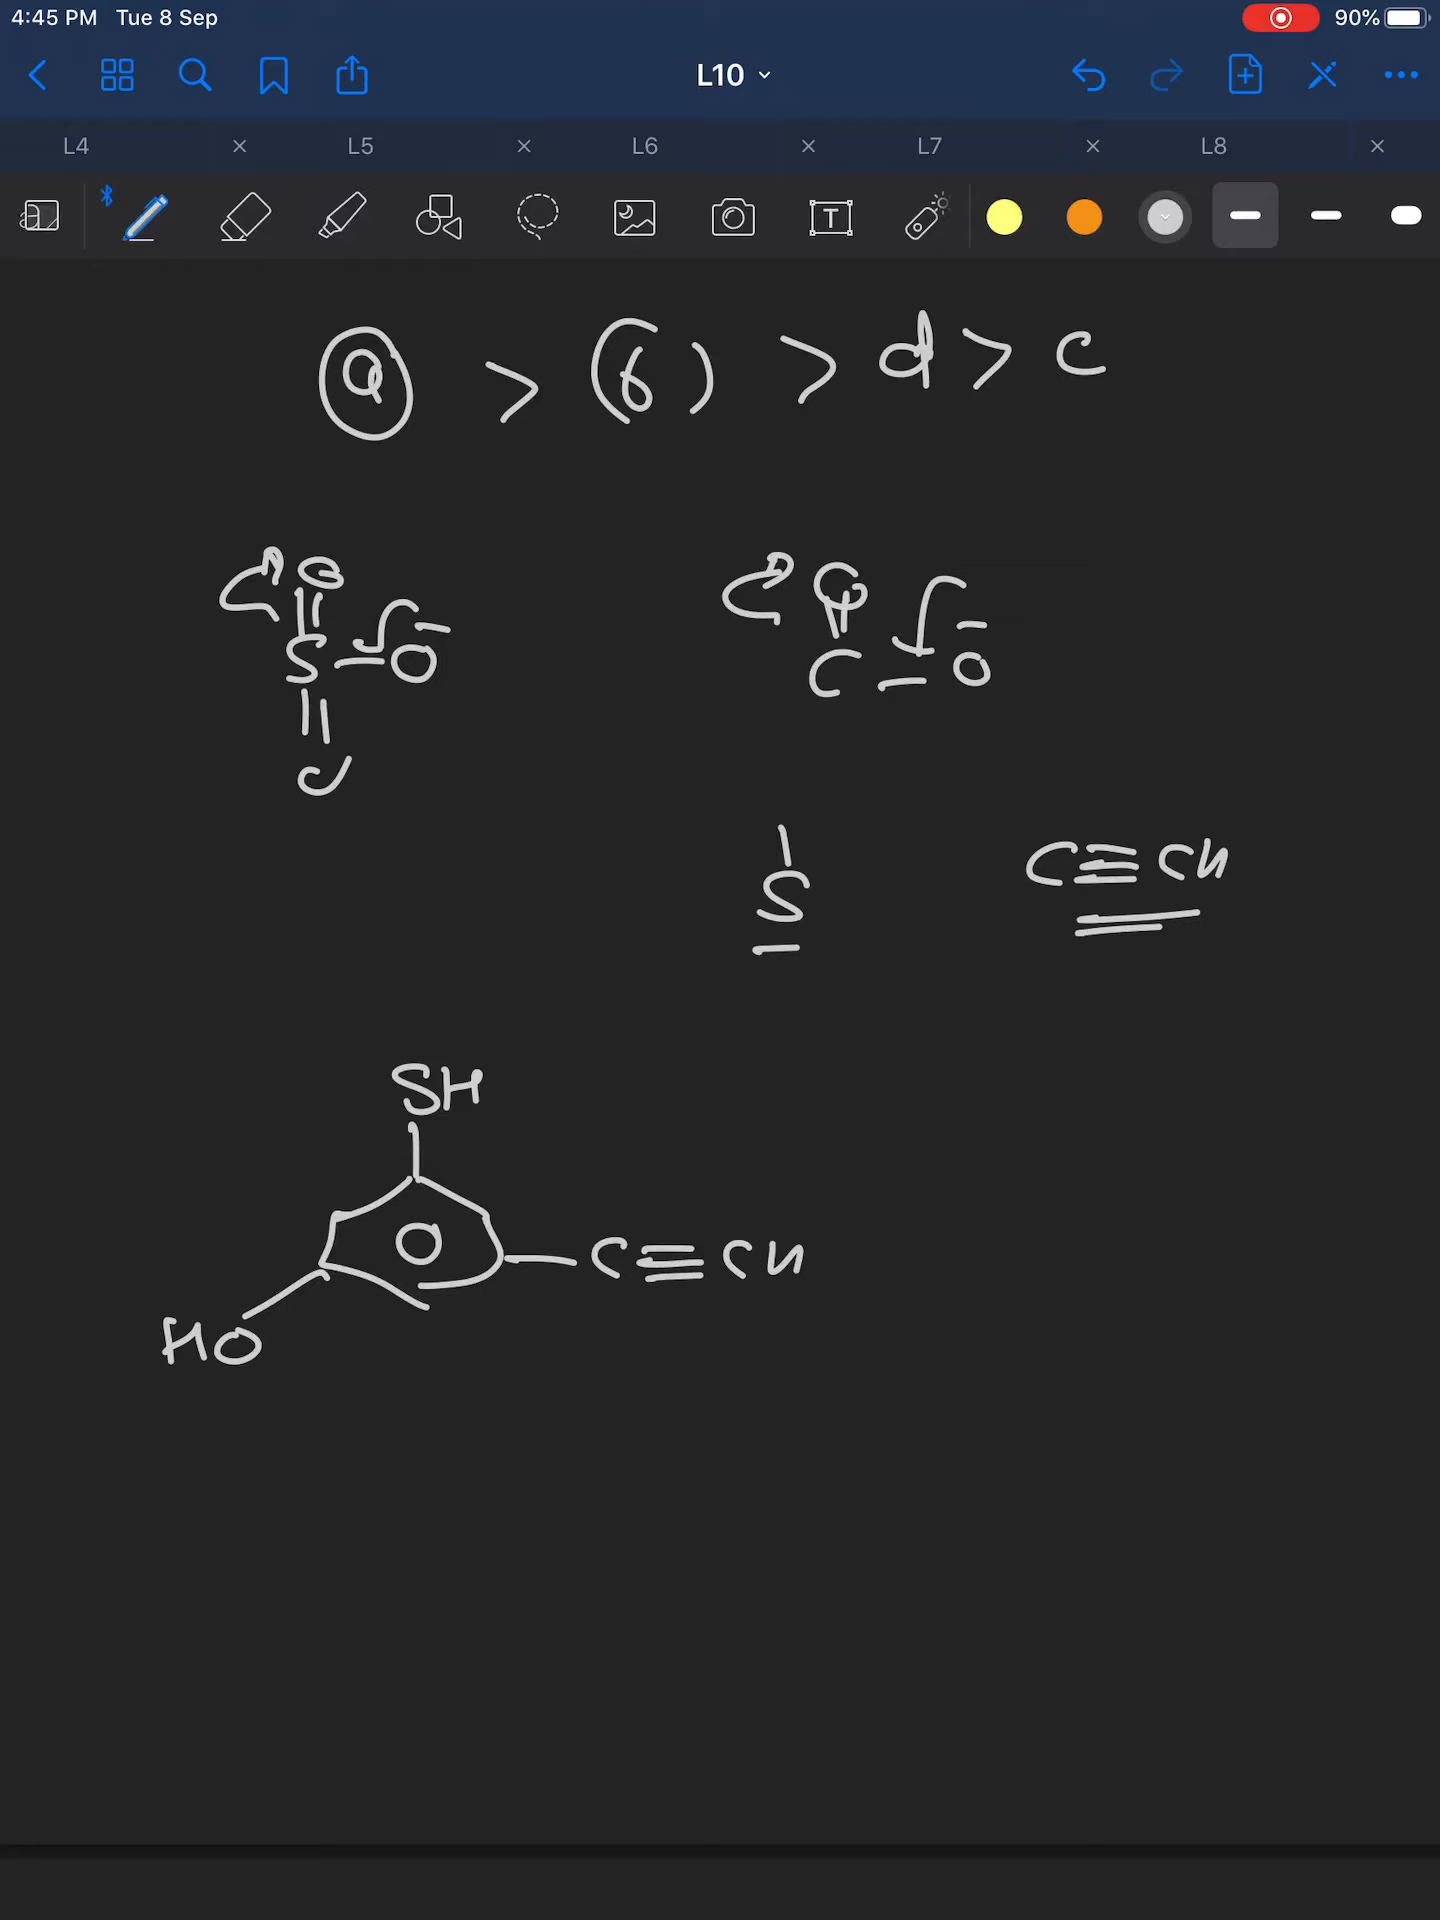 4:45 PM Tue 8 Sep 90%
L10
L4 L5 L6 L7 L8
T
a > (b) > d > c
O O
S - O⁻ C - O⁻
S⁻ C≡CH
SH
C≡CH
HO